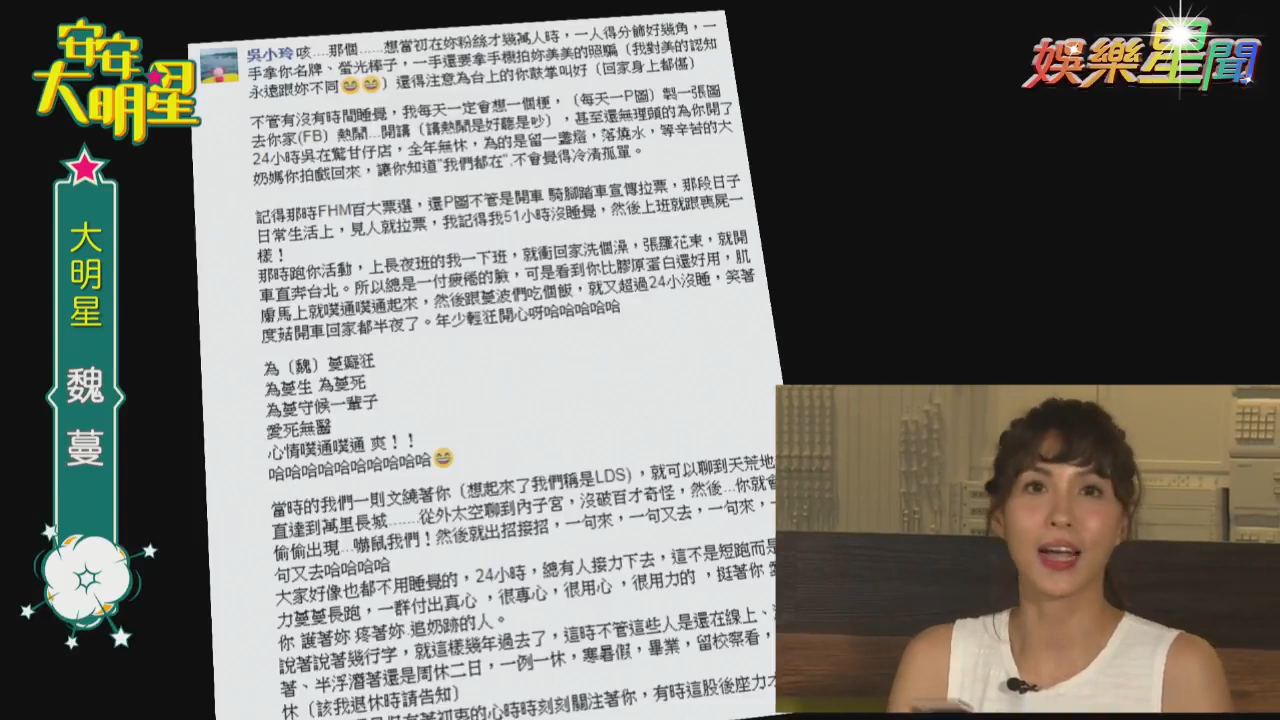 安安
大明星
大明星
魏蔓
娛樂星聞
吳小玲 咳....那個......想當初在妳粉絲才幾萬人時，一人得分飾好幾角，一
手拿你名牌、螢光棒子，一手還要拿手機拍妳美美的照騙〔我對美的認知
永遠跟妳不同😄😄〕還得注意為台上的你鼓掌叫好〔回家身上都傷〕
不管有沒有時間睡覺，我每天一定會想一個梗，〔每天一P圖〕製一張圖
去你家(FB) 熱鬧...開講〔講熱鬧是好聽是吵〕，甚至還無理頭的為你開了
24小時吳在驚甘仔店，全年無休，為的是留一盞燈，落燒水，等辛苦的大
奶媽你拍戲回來，讓你知道"我們都在",不會覺得冷清孤單。
記得那時FHM百大票選，還P圖不管是開車 騎腳踏車宣傳拉票，那段日子
日常生活上，見人就拉票，我記得我51小時沒睡覺，然後上班就跟喪屍一
樣！
那時跑你活動，上長夜班的我一下班，就衝回家洗個澡，張羅花束，就開
車直奔台北。所以總是一付疲倦的臉，可是看到你比膠原蛋白還好用，肌
膚馬上就噗通噗通起來，然後跟蔓波們吃個飯，就又超過24小沒睡，笑著
度菇開車回家都半夜了。年少輕狂開心呀哈哈哈哈哈
為〔魏〕蔓癡狂
為蔓生 為蔓死
為蔓守候一輩子
愛死無醫
心情噗通噗通 爽！！
哈哈哈哈哈哈哈哈哈哈😄
當時的我們一則文繞著你〔想起來了我們稱是LDS〕，就可以聊到天荒地
直達到萬里長城........從外太空聊到內子宮，沒破百才奇怪，然後...你就會
偷偷出現...嚇鼠我們！然後就出招接招，一句來，一句又去，一句來，一
句又去哈哈哈哈
大家好像也都不用睡覺的，24小時，總有人接力下去，這不是短跑而是
力蔓蔓長跑，一群付出真心 ，很專心，很用心 ，很用力的 ，挺著你 愛
你 護著妳 疼著妳 追奶跡的人。
說著說著幾行字，就這樣幾年過去了，這時不管這些人是還在線上、
著、半浮潛著還是周休二日，一例一休，寒暑假，畢業，留校察看，
休〔該我退休時請告知〕
著初衷的心時時刻刻關注著你，有時這股後座力才